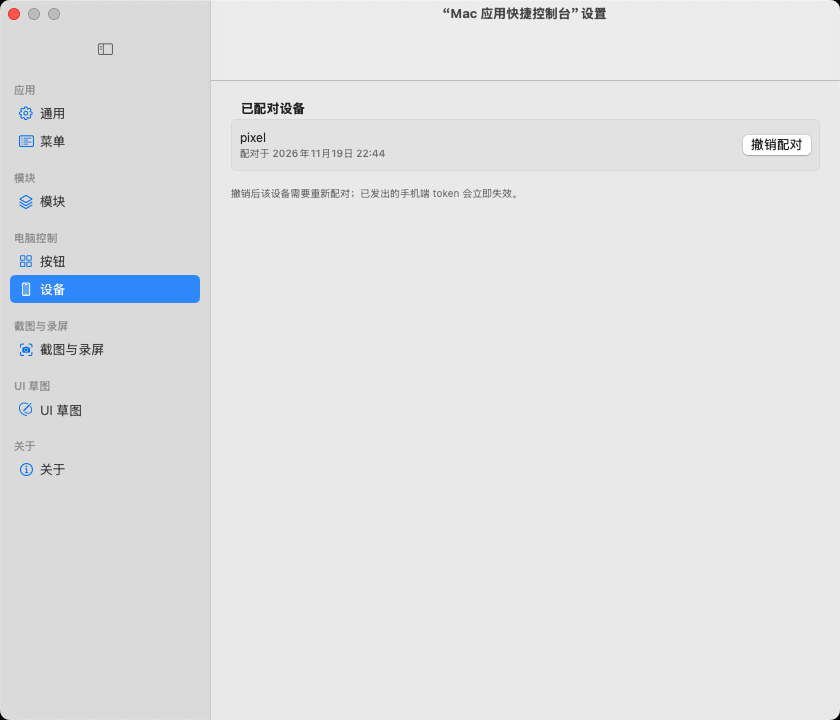 “Mac 应用快捷控制台” 设置
应用
通用
菜单
模块
模块
电脑控制
按钮
设备
截图与录屏
截图与录屏
UI 草图
UI 草图
关于
关于
已配对设备
pixel
配对于 2026年11月19日 22:44
撤销配对
撤销后该设备需要重新配对；已发出的手机端 token 会立即失效。